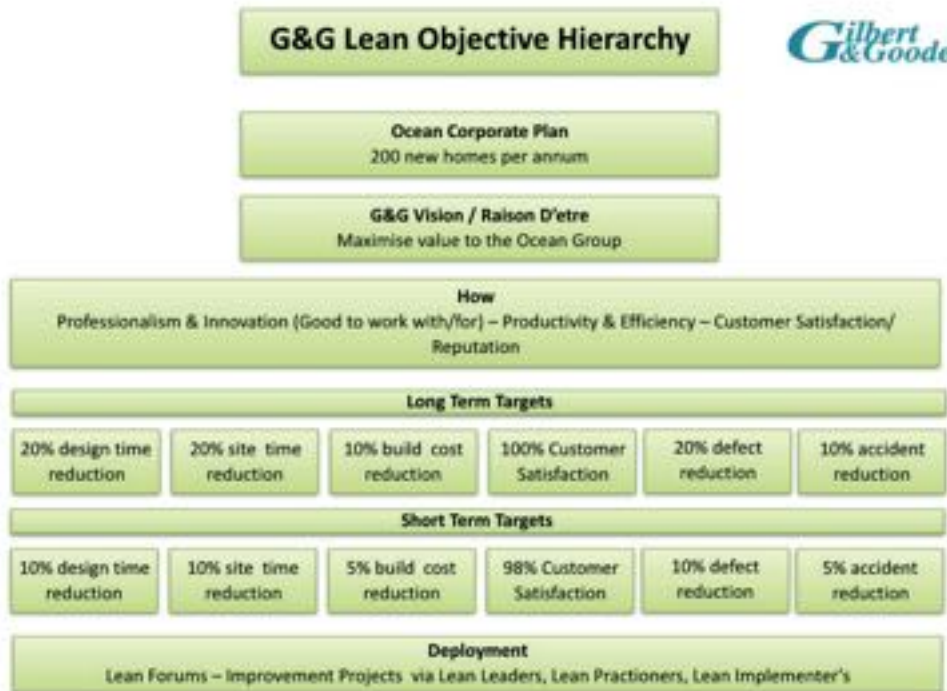 G&G Lean Objective Hierarchy
Gilbert
&Goode
Ocean Corporate Plan
200 new homes per annum
G&G Vision / Raison D'etre
Maximise value to the Ocean Group
How
Professionalism & Innovation (Good to work with/for) – Productivity & Efficiency – Customer Satisfaction/
Reputation
Long Term Targets
20% design time
reduction
20% site time
reduction
10% build cost
reduction
100% Customer
Satisfaction
20% defect
reduction
10% accident
reduction
Short Term Targets
10% design time
reduction
10% site time
reduction
5% build cost
reduction
98% Customer
Satisfaction
10% defect
reduction
5% accident
reduction
Deployment
Lean Forums – Improvement Projects via Lean Leaders, Lean Practioners, Lean Implementer's